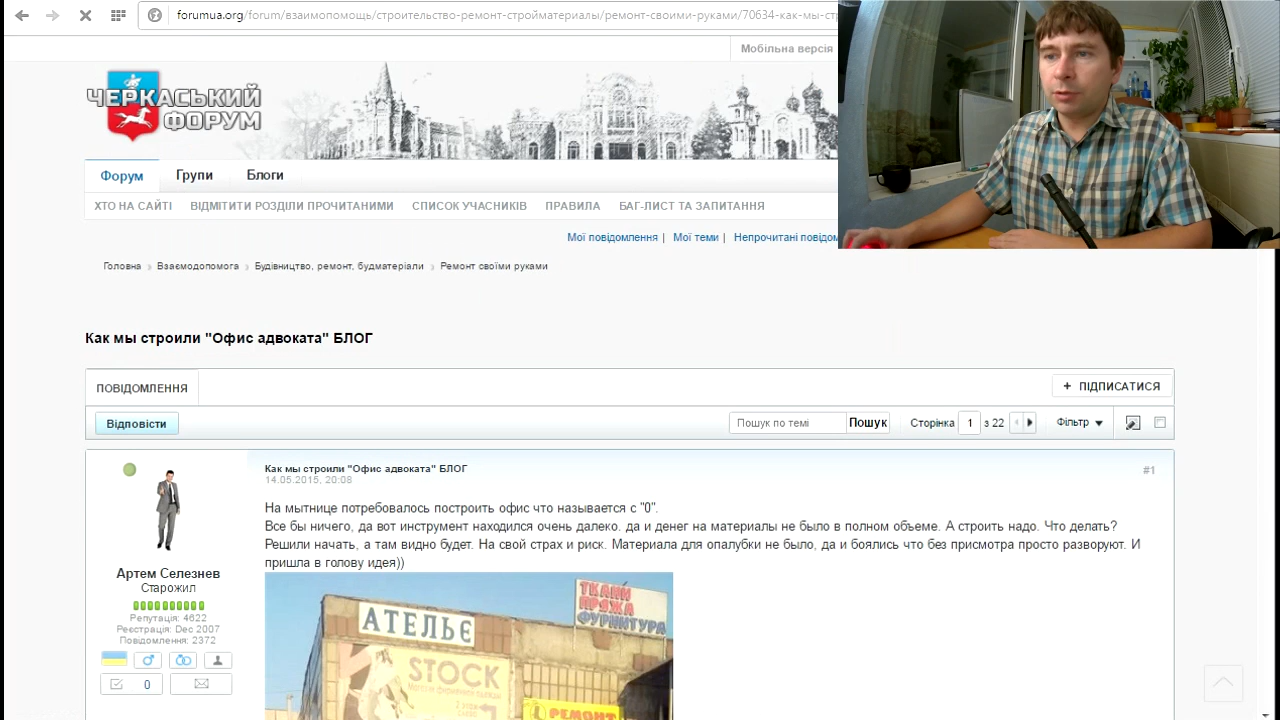 forumua.org/forum/взаимопомощь/строительство-ремонт-стройматериалы/ремонт-своими-руками/70634-как-мы-стр
Мобільна версія
ЧЕРКАСЬКИЙ
ФОРУМ
Форум Групи Блоги
ХТО НА САЙТІ ВІДМІТИТИ РОЗДІЛИ ПРОЧИТАНИМИ СПИСОК УЧАСНИКІВ ПРАВИЛА БАГ-ЛИСТ ТА ЗАПИТАННЯ
Мої повідомлення | Мої теми | Непрочитані повідом
Головна › Взаємодопомога › Будівництво, ремонт, будматеріали › Ремонт своїми руками
Как мы строили "Офис адвоката" БЛОГ
ПОВІДОМЛЕННЯ
+ ПІДПИСАТИСЯ
Відповісти
Пошук по темі Пошук Сторінка 1 з 22 Фільтр
Как мы строили "Офис адвоката" БЛОГ
#1
14.05.2015, 20:08
На мытнице потребовалось построить офис что называется с "0".
Все бы ничего, да вот инструмент находился очень далеко. да и денег на материалы не было в полном объеме. А строить надо. Что делать?
Решили начать, а там видно будет. На свой страх и риск. Материала для опалубки не было, да и боялись что без присмотра просто разворуют. И
пришла в голову идея))
Артем Селезнев
Старожил
Репутація: 4622
Реєстрація: Dec 2007
Повідомлення: 2372
0
АТЕЛЬЄ
ТКАНИ
ПРЯЖА
ФУРНИТУРА
STOCK
РЕМОНТ